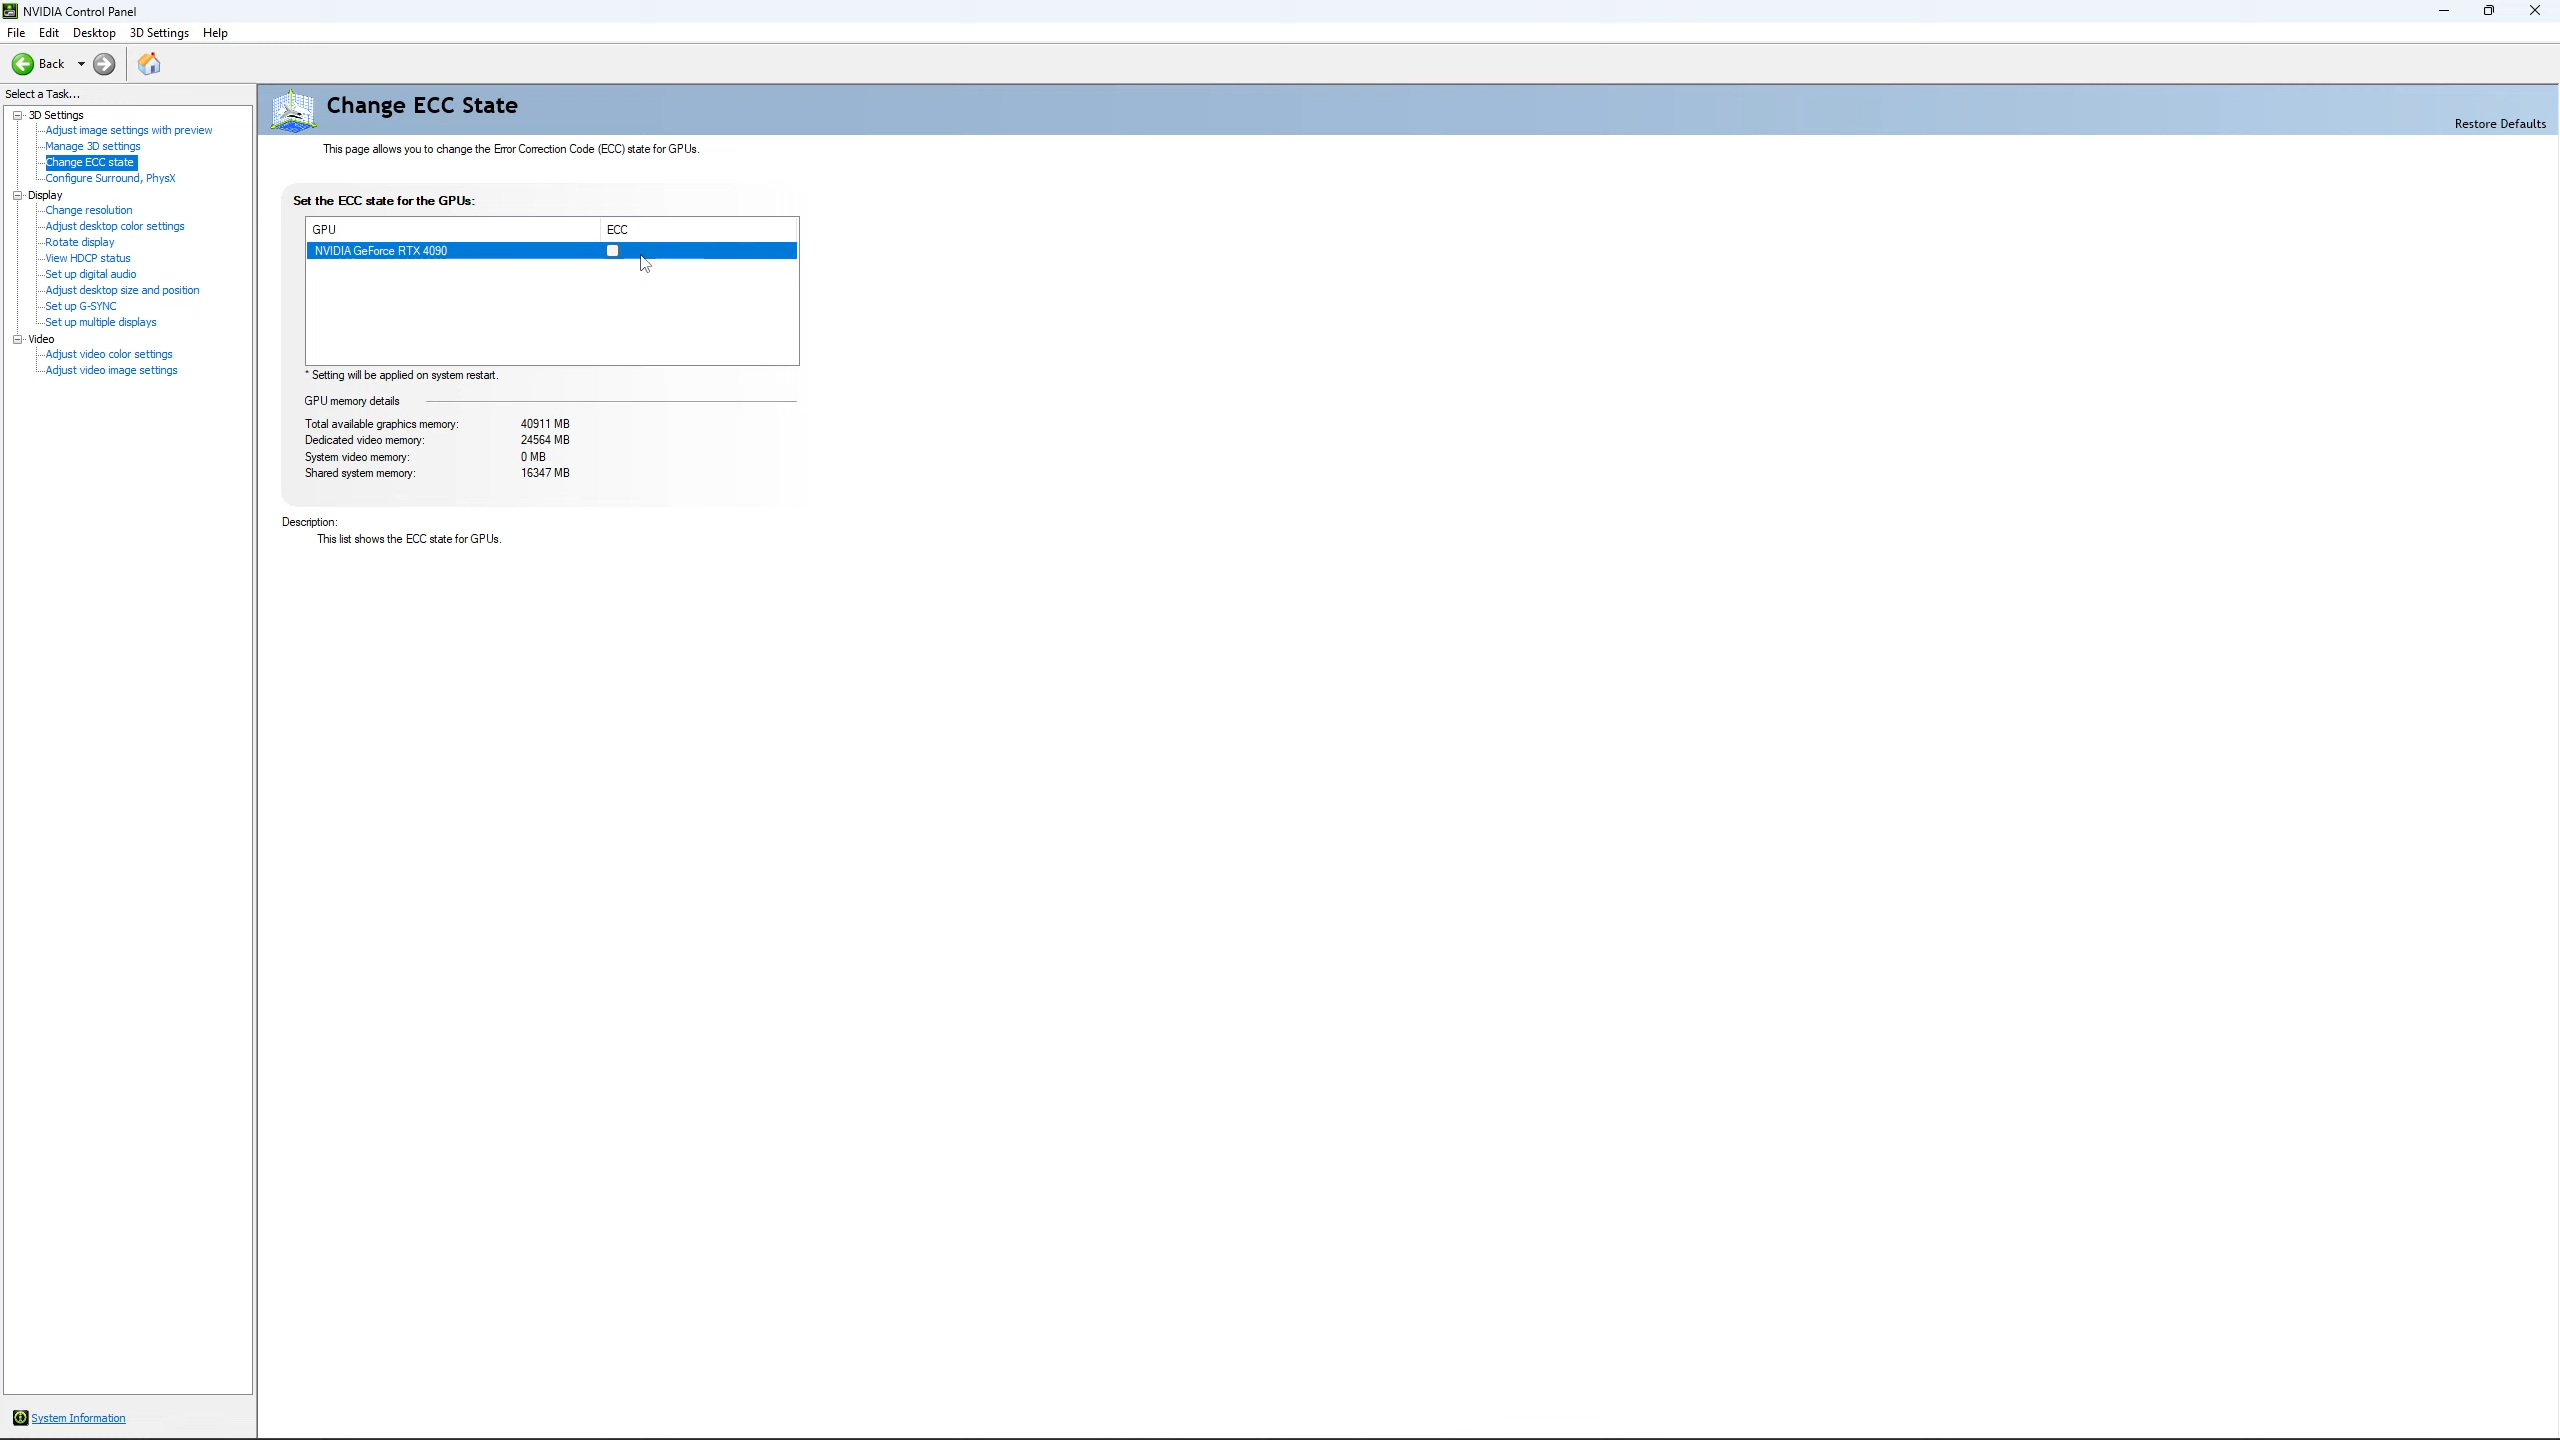 NVIDIA Control Panel
File Edit Desktop 3D Settings Help
Back
Select a Task...
3D Settings
Adjust image settings with preview
Manage 3D settings
Change ECC state
Configure Surround, PhysX
Display
Change resolution
Adjust desktop color settings
Rotate display
View HDCP status
Set up digital audio
Adjust desktop size and position
Set up G-SYNC
Set up multiple displays
Video
Adjust video color settings
Adjust video image settings
System Information
Change ECC State
Restore Defaults
This page allows you to change the Error Correction Code (ECC) state for GPUs.
Set the ECC state for the GPUs:
GPU ECC
NVIDIA GeForce RTX 4090
* Setting will be applied on system restart.
GPU memory details
Total available graphics memory: 40911 MB
Dedicated video memory: 24564 MB
System video memory: 0 MB
Shared system memory: 16347 MB
Description:
This list shows the ECC state for GPUs.